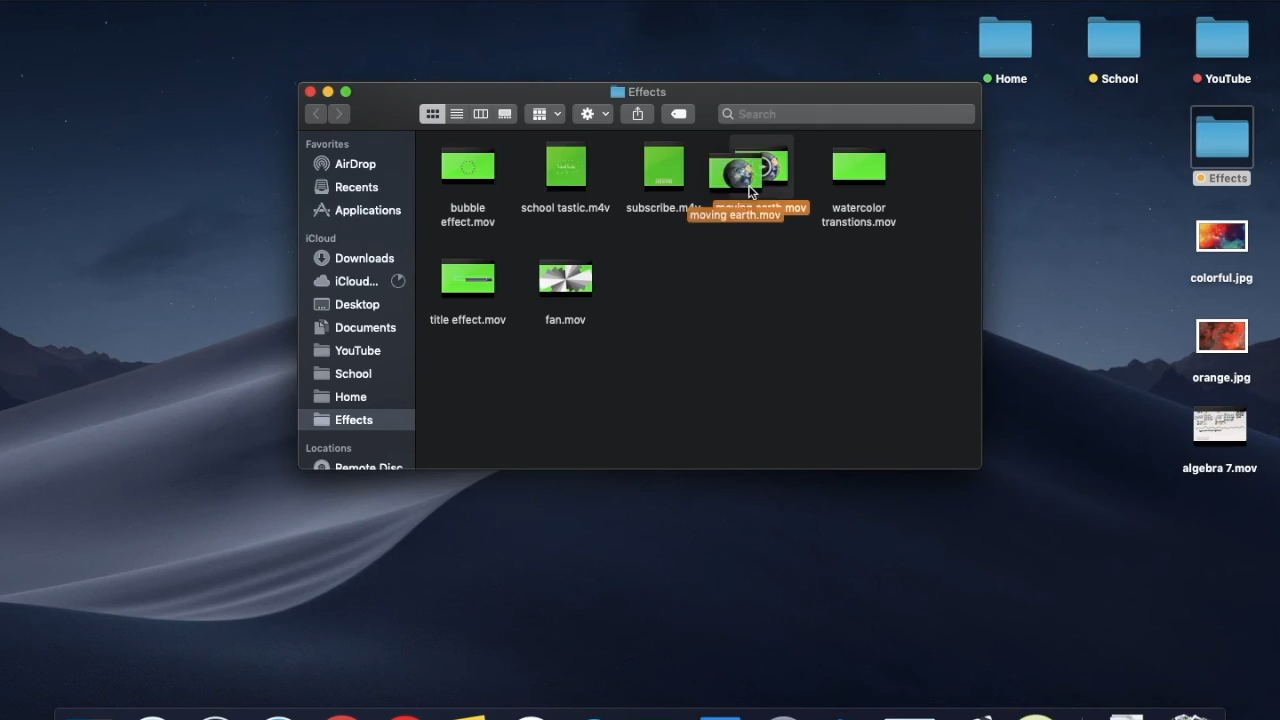 Home
School
YouTube
Effects
Search
Favorites
AirDrop
Recents
Applications
iCloud
Downloads
iCloud...
Desktop
Documents
YouTube
School
Home
Effects
Locations
Remote Disc
bubble
effect.mov
school tastic.m4v
subscribe.m4v
moving earth.mov
moving earth.mov
watercolor
transtions.mov
title effect.mov
fan.mov
Effects
colorful.jpg
orange.jpg
algebra 7.mov